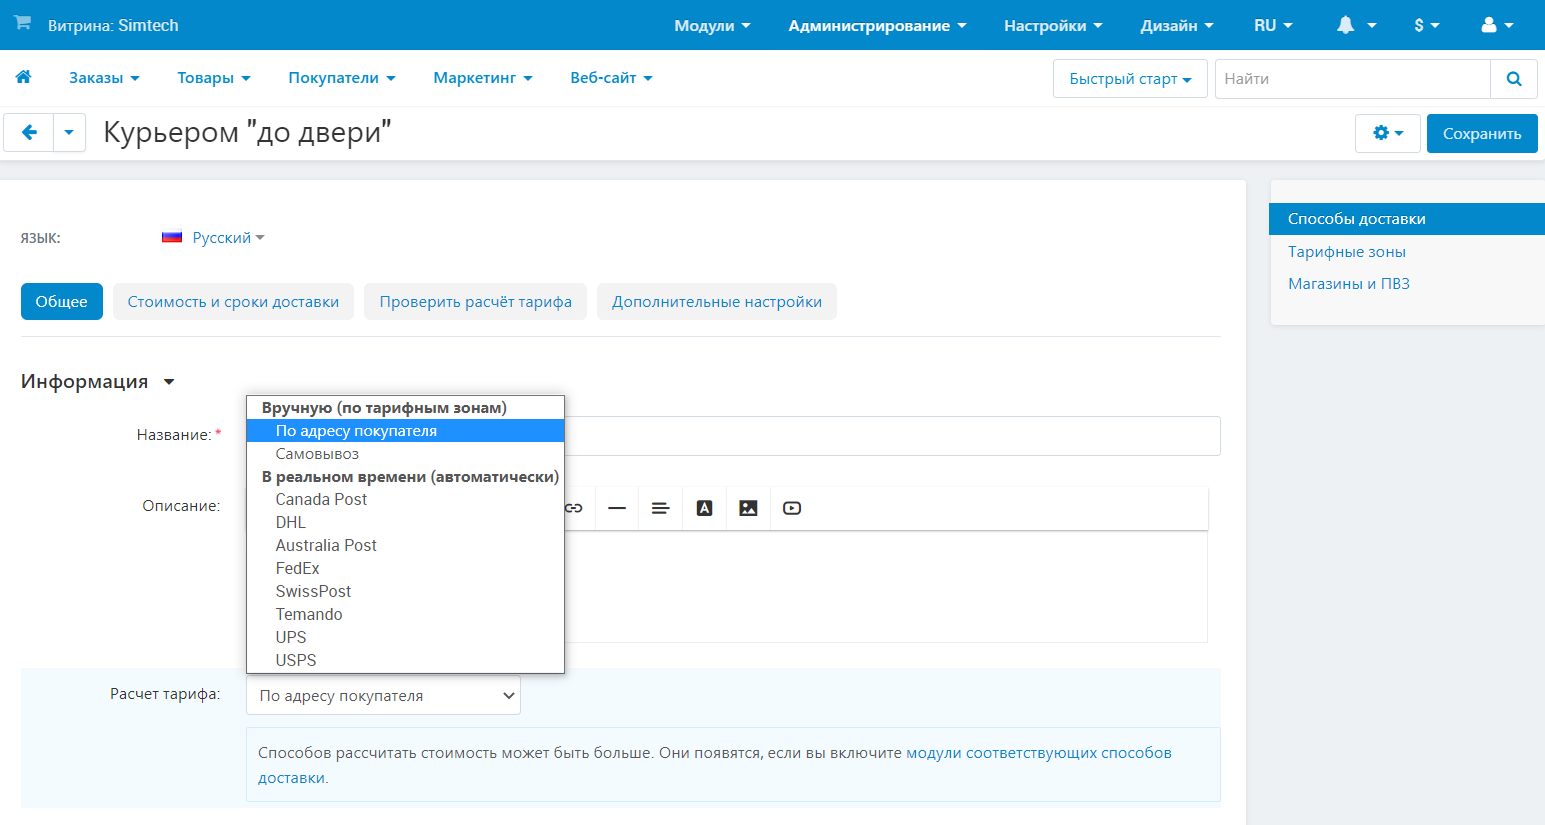 Витрина: Simtech
Модули
Администрирование
Настройки
Дизайн
RU
$
Заказы
Товары
Покупатели
Маркетинг
Веб-сайт
Быстрый старт
Найти
Курьером "до двери"
Сохранить
ЯЗЫК:
Русский
Способы доставки
Тарифные зоны
Магазины и ПВЗ
Общее
Стоимость и сроки доставки
Проверить расчёт тарифа
Дополнительные настройки
Информация
Название: *
Описание:
Вручную (по тарифным зонам)
По адресу покупателя
Самовывоз
В реальном времени (автоматически)
Canada Post
DHL
Australia Post
FedEx
SwissPost
Temando
UPS
USPS
Расчет тарифа:
По адресу покупателя
Способов рассчитать стоимость может быть больше. Они появятся, если вы включите модули соответствующих способов
доставки.